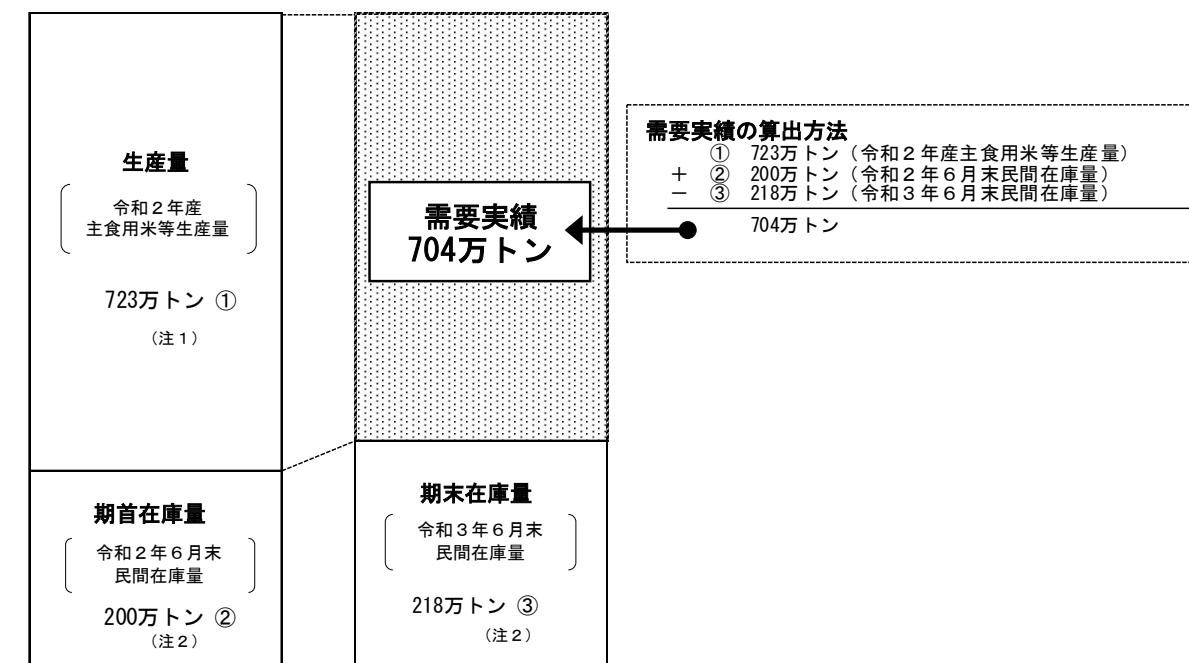 生産量
令和２年産
主食用米等生産量
723万トン ①
（注１）
期首在庫量
令和２年６月末
民間在庫量
200万トン ②
（注２）
需要実績
704万トン
期末在庫量
令和３年６月末
民間在庫量
218万トン ③
（注２）
需要実績の算出方法
① 723万トン（令和２年産主食用米等生産量）
＋ ② 200万トン（令和２年６月末民間在庫量）
－ ③ 218万トン（令和３年６月末民間在庫量）
704万トン